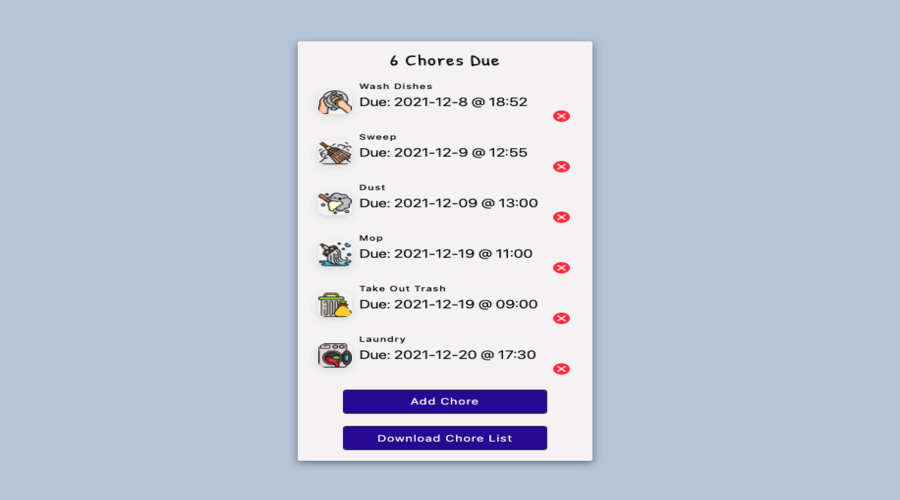 6 Chores Due
Wash Dishes
Due: 2021-12-8 @ 18:52
Sweep
Due: 2021-12-9 @ 12:55
Dust
Due: 2021-12-09 @ 13:00
Mop
Due: 2021-12-19 @ 11:00
Take Out Trash
Due: 2021-12-19 @ 09:00
Laundry
Due: 2021-12-20 @ 17:30
Add Chore
Download Chore List